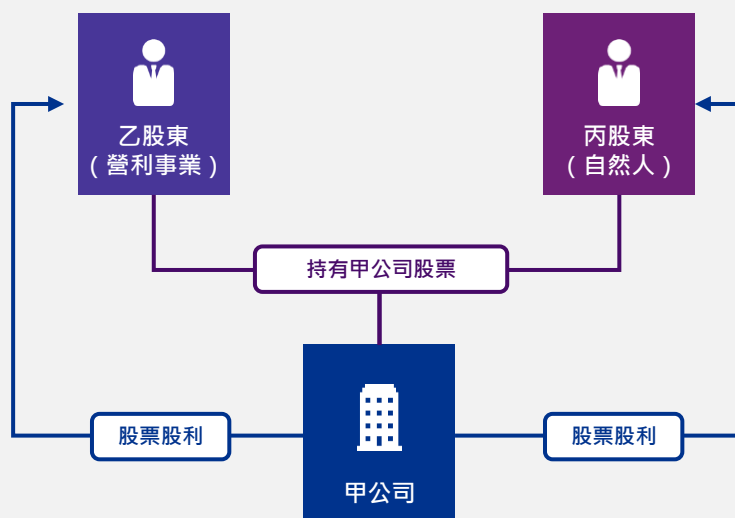 乙股東
（營利事業）
丙股東
（自然人）
持有甲公司股票
股票股利
股票股利
甲公司